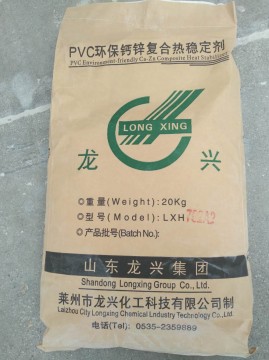 PVC环保钙锌复合热稳定剂
PVC Environment-friendly Ca-Zn Composite Heat Stabilizer
LONG XING
龙 兴
◎重量(Weight):20Kg
◎型号(Model):LXH
◎产品批号(Batch No.):
山东龙兴集团
Shandong Longxing Group Co., Ltd.
莱州市龙兴化工科技有限公司制
Laizhou City Longxing Chemical Lndustry Technology Co.,Ltd
电话(Tel): 0535-2359889